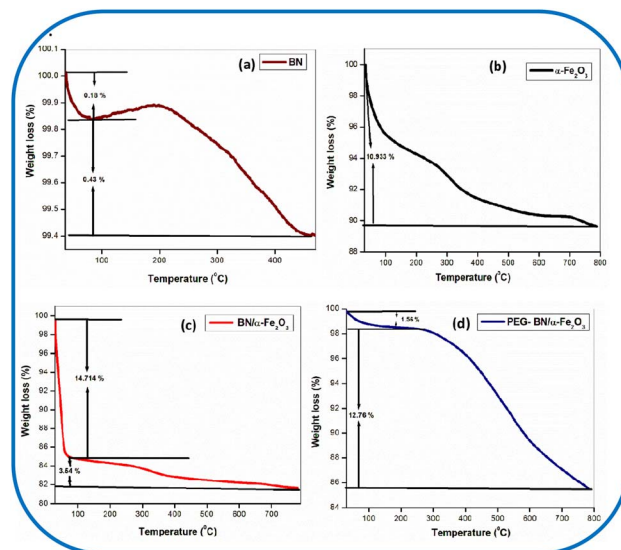 (a)
BN
100.1
100.0
99.9
99.8
99.7
99.6
99.5
99.4
0.18 %
0.43 %
100 200 300 400
Weight loss (%)
Temperature (⁰C)
(b)
α-Fe₂O₃
100
96
94
92
90
88
10.933 %
100 200 300 400 500 600 700 800
Weight loss (%)
Temperature (⁰C)
(c)
BN/α-Fe₂O₃
100
98
96
94
92
90
88
86
84
82
80
14.714 %
3.54 %
100 200 300 400 500 600 700
Weight loss (%)
Temperature (⁰C)
(d)
PEG- BN/α-Fe₂O₃
100
98
96
94
92
90
88
86
84
1.54 %
12.76 %
100 200 300 400 500 600 700 800
Weight loss (%)
Temperature (⁰C)